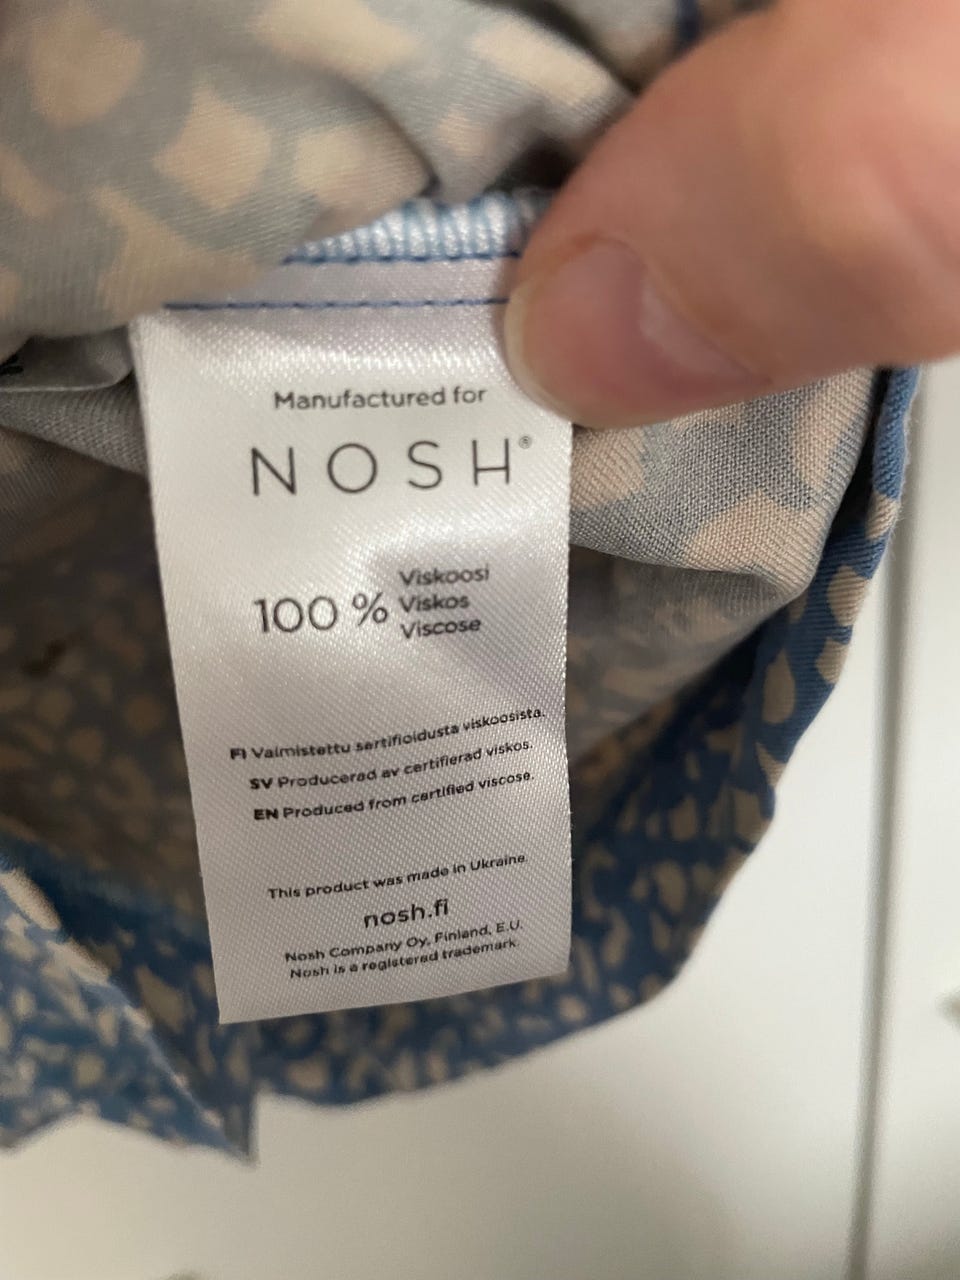 Manufactured for
NOSH®
100 % Viskoosi
Viskos
Viscose
FI Valmistettu sertifioidusta viskoosista.
SV Producerad av certifierad viskos.
EN Produced from certified viscose.
This product was made in Ukraine.
nosh.fi
Nosh Company Oy, Finland, E.U.
Nosh is a registered trademark.